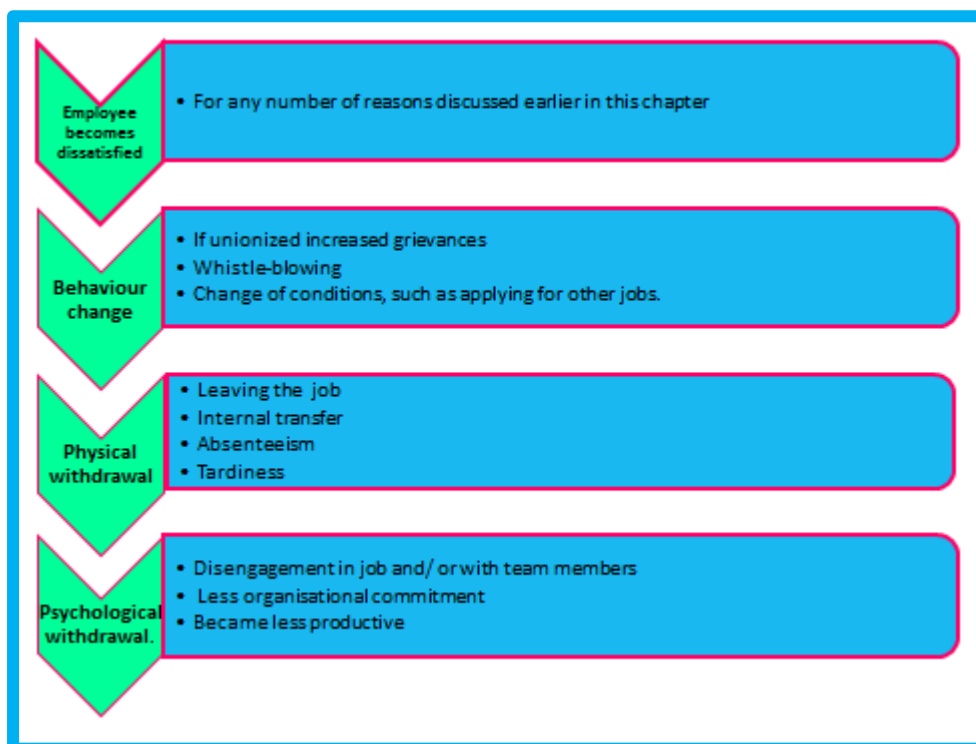 Employee
becomes
dissatisfied
• For any number of reasons discussed earlier in this chapter
Behaviour
change
• If unionized increased grievances
• Whistle-blowing
• Change of conditions, such as applying for other jobs.
Physical
withdrawal
• Leaving the job
• Internal transfer
• Absenteeism
• Tardiness
Psychological
withdrawal.
• Disengagement in job and/ or with team members
• Less organisational commitment
• Became less productive